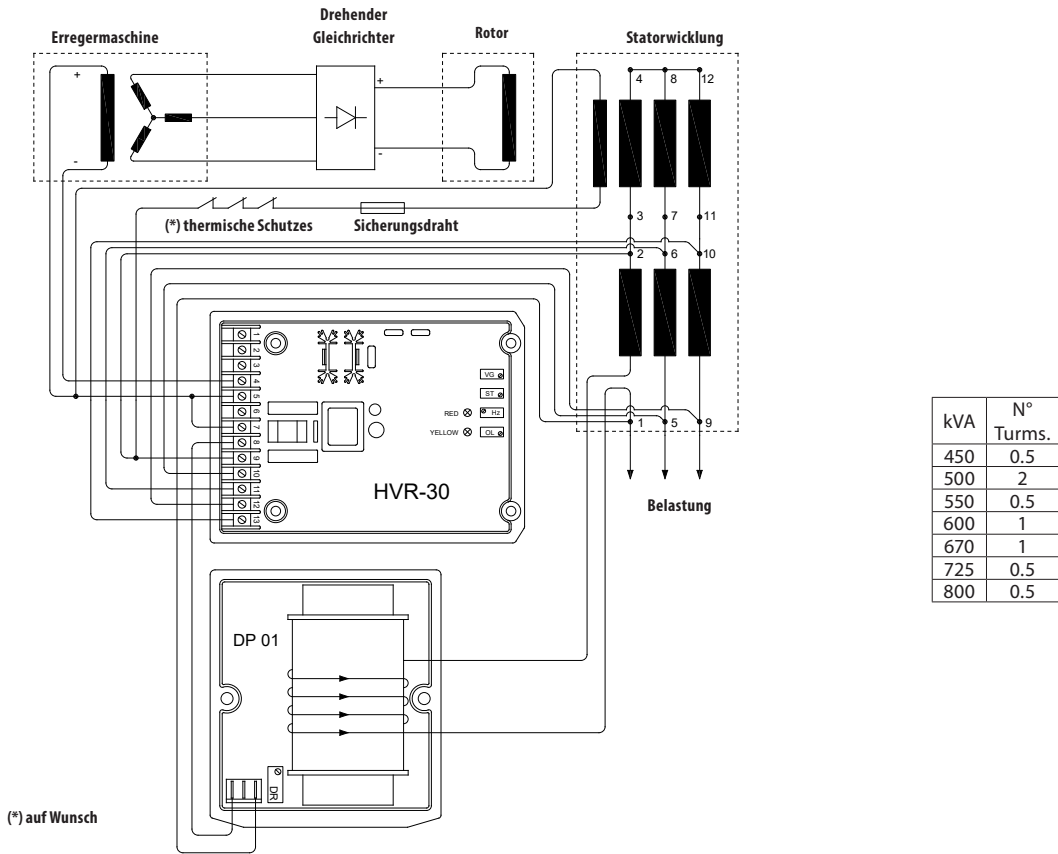 Erregermaschine
Drehender
Gleichrichter
Rotor
Statorwicklung
+
-
+
-
4
8
12
3
7
11
2
6
10
(*) thermische Schutzes
Sicherungsdraht
1
2
3
4
5
6
7
8
9
10
11
12
13
VG
ST
RED
Hz
YELLOW
OL
HVR-30
1
5
9
Belastung
kVA
N°
Turms.
450 0.5
500 2
550 0.5
600 1
670 1
725 0.5
800 0.5
DP 01
DR
(*) auf Wunsch